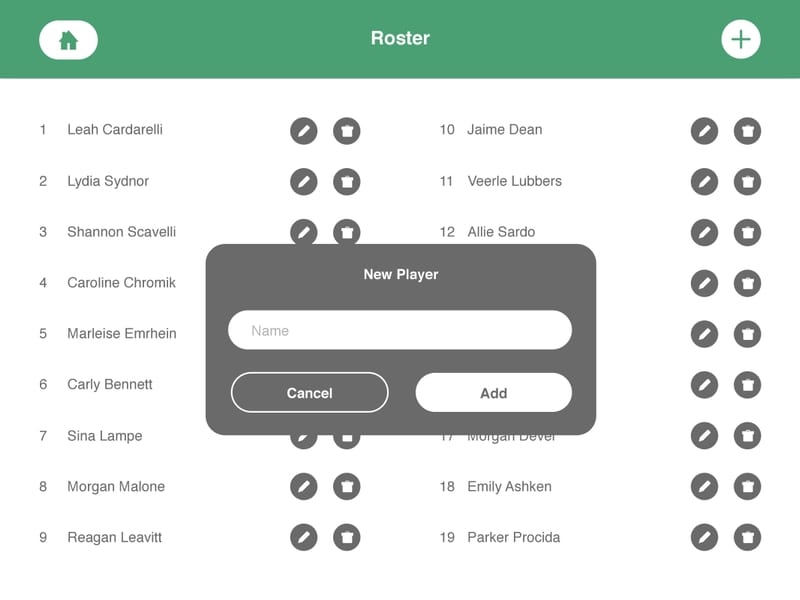 Roster
1 Leah Cardarelli
2 Lydia Sydnor
3 Shannon Scavelli
4 Caroline Chromik
5 Marleise Emrhein
6 Carly Bennett
7 Sina Lampe
8 Morgan Malone
9 Reagan Leavitt
10 Jaime Dean
11 Veerle Lubbers
12 Allie Sardo
17 Morgan Dever
18 Emily Ashken
19 Parker Procida
New Player
Name
Cancel
Add